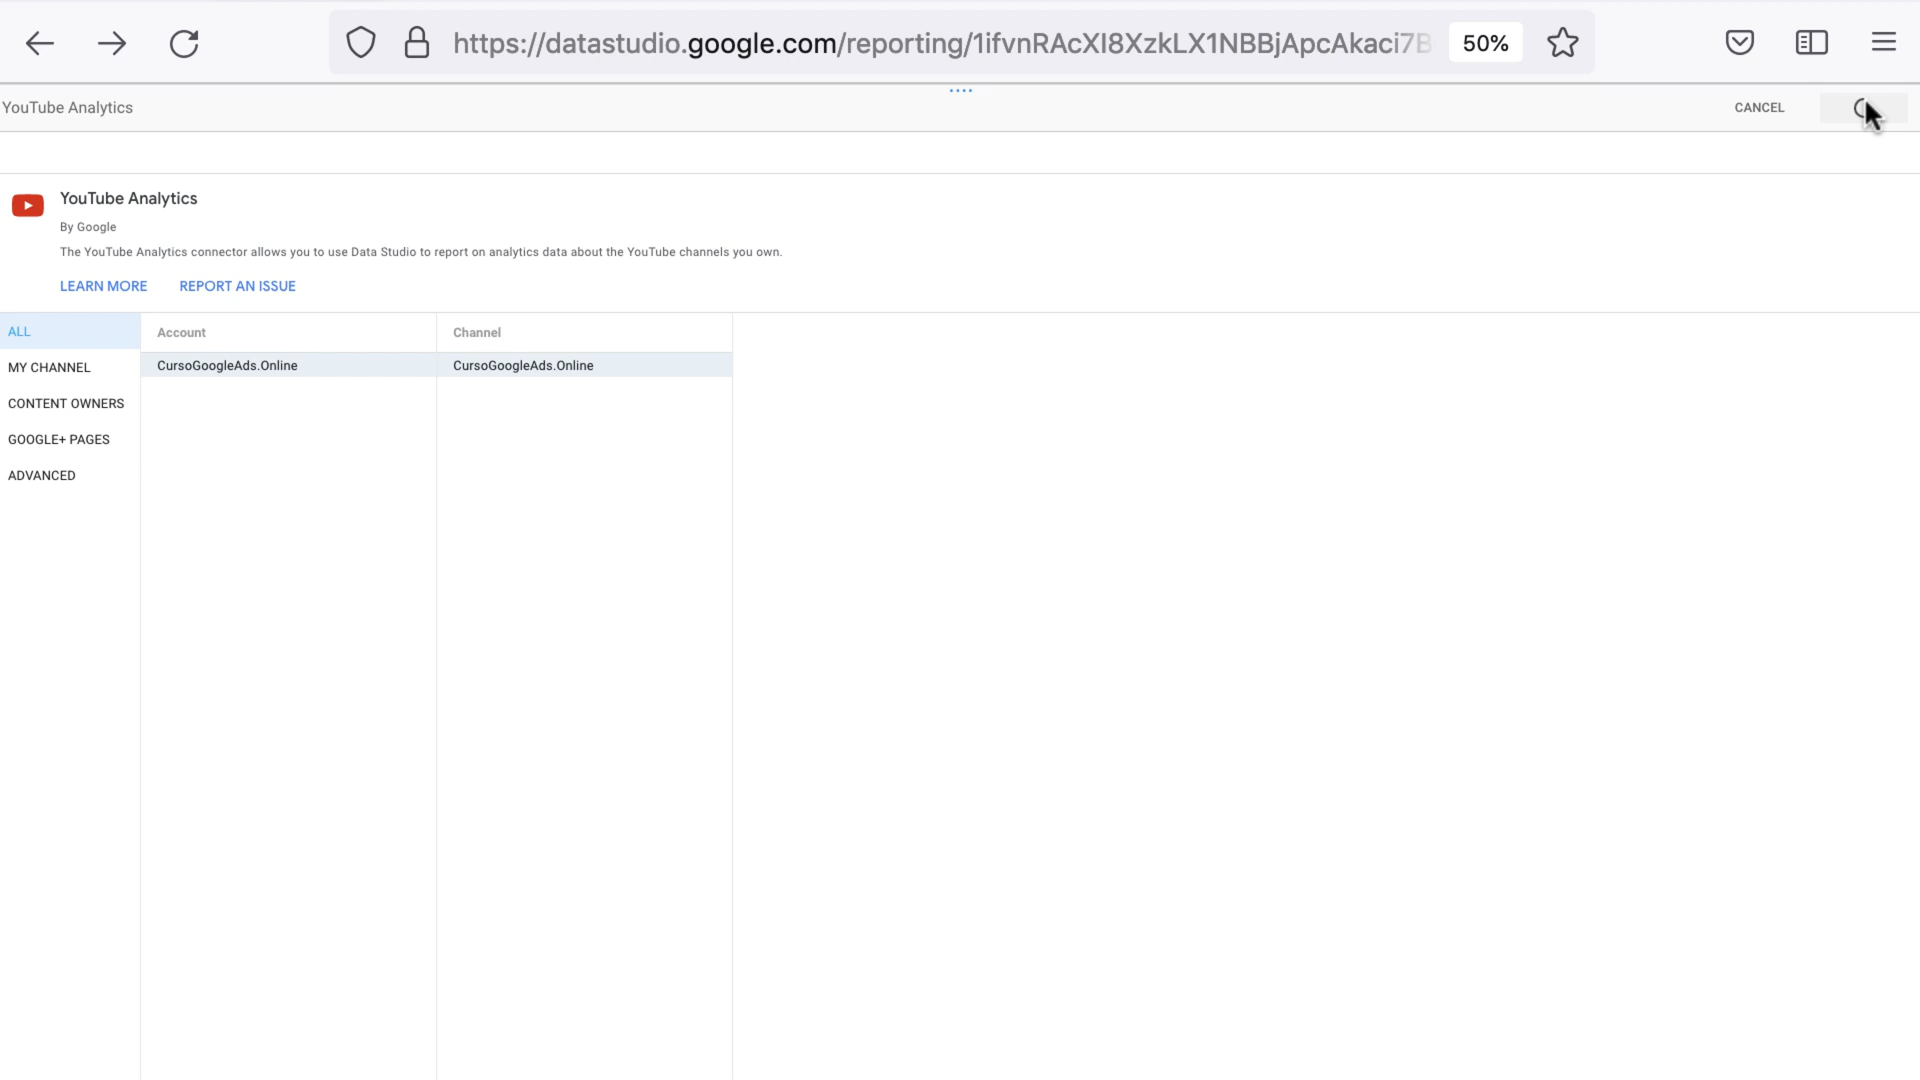 https://datastudio.google.com/reporting/1ifvnRAcXI8XzkLX1NBBjApcAkaci7B
50%
YouTube Analytics
CANCEL
YouTube Analytics
By Google
The YouTube Analytics connector allows you to use Data Studio to report on analytics data about the YouTube channels you own.
LEARN MORE
REPORT AN ISSUE
ALL
MY CHANNEL
CONTENT OWNERS
GOOGLE+ PAGES
ADVANCED
Account
Channel
CursoGoogleAds.Online
CursoGoogleAds.Online